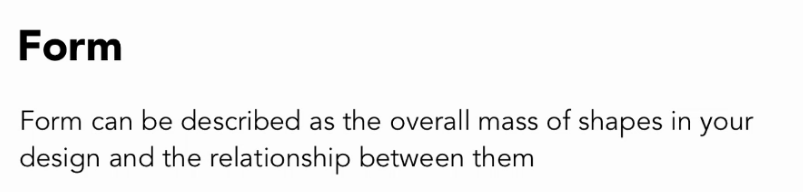 Form
Form can be described as the overall mass of shapes in your
design and the relationship between them